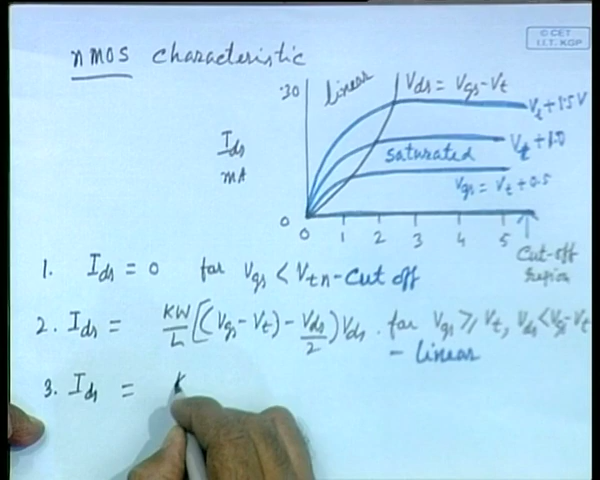 © CET
I.I.T. KGP
nMOS characteristic
.30
linear
Vds = Vgs-Vt
Vt + 1.5V
Ids
mA
Vt + 1.0
saturated
Vgs = Vt + 0.5
0
0 1 2 3 4 5
Cut-off
region
1. Ids = 0 for Vgs < Vtn - Cut off
2. Ids = KW/L [(Vgs - Vt) - Vds/2) Vds . for Vgs ⩾ Vt, Vds < Vgs - Vt
- linear
3. Ids = K